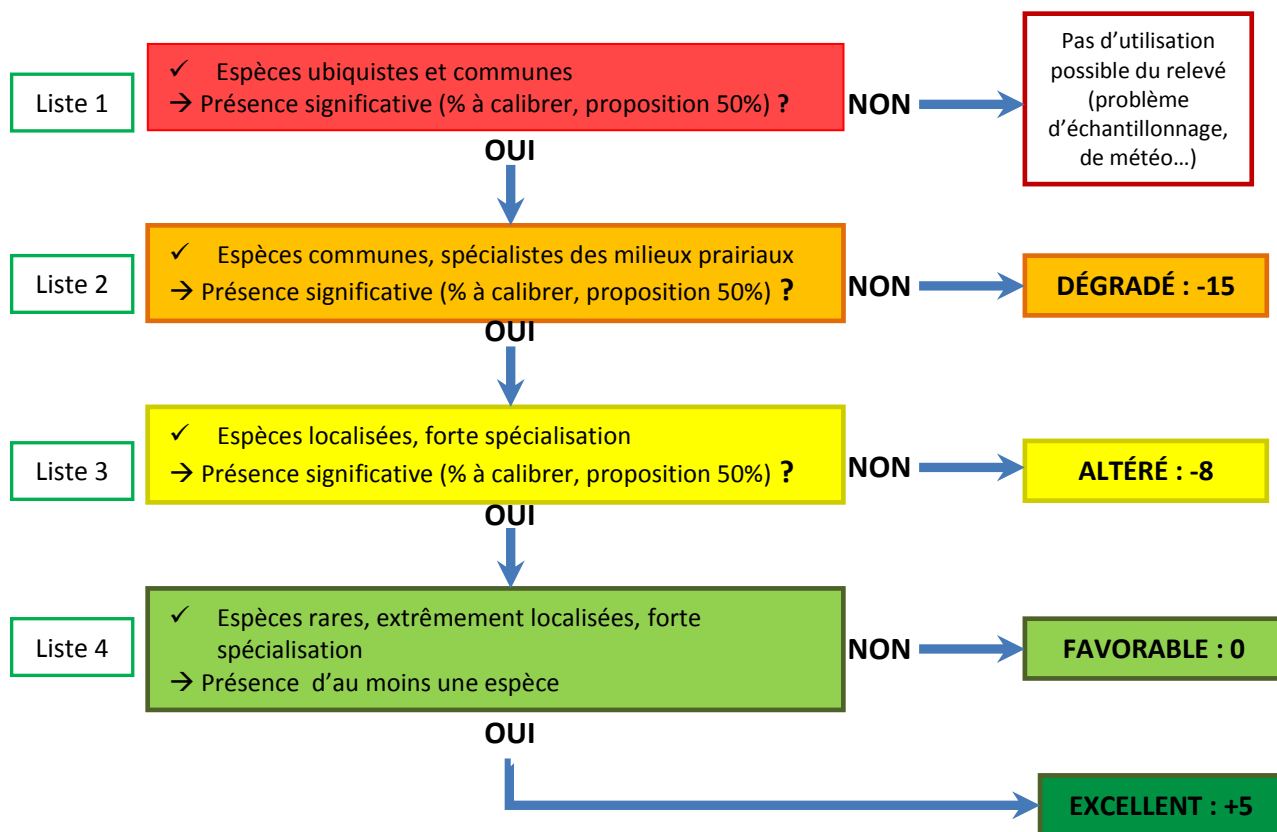 Liste 1
✓ Espèces ubiquistes et communes
→ Présence significative (% à calibrer, proposition 50%) ?
NON
Pas d’utilisation
possible du relevé
(problème
d’échantillonnage,
de météo…)
OUI
Liste 2
✓ Espèces communes, spécialistes des milieux prairiaux
→ Présence significative (% à calibrer, proposition 50%) ?
NON
DÉGRADÉ : -15
OUI
Liste 3
✓ Espèces localisées, forte spécialisation
→ Présence significative (% à calibrer, proposition 50%) ?
NON
ALTÉRÉ : -8
OUI
Liste 4
✓ Espèces rares, extrêmement localisées, forte
spécialisation
→ Présence d’au moins une espèce
NON
FAVORABLE : 0
OUI
EXCELLENT : +5